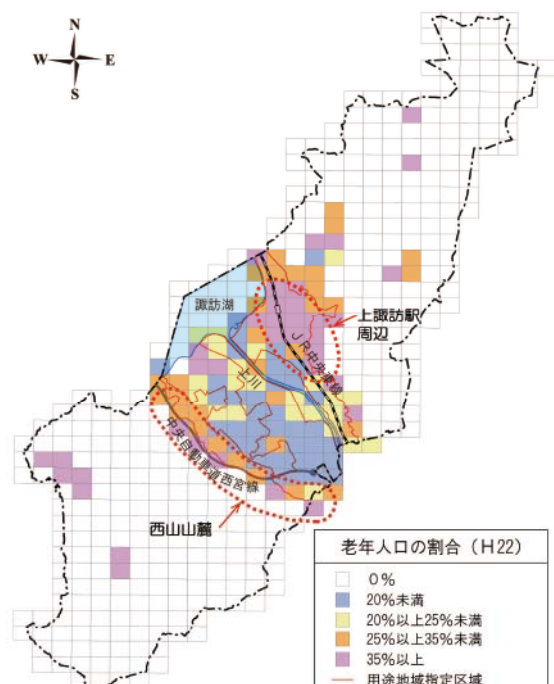 N
W E
S
諏訪湖
上諏訪駅
周辺
JR中央東線
上川
中央自動車道西宮線
西山山麓
老年人口の割合（H22）
0％
20％未満
20％以上25％未満
25％以上35％未満
35％以上
用途地域指定区域